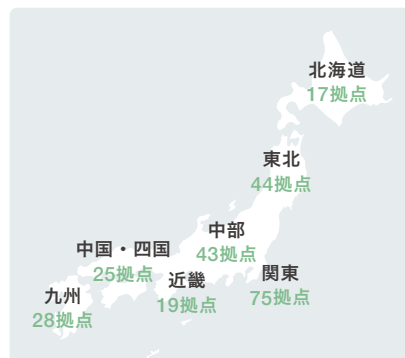 北海道
17拠点
東北
44拠点
中部
43拠点
中国・四国
25拠点
近畿
19拠点
関東
75拠点
九州
28拠点